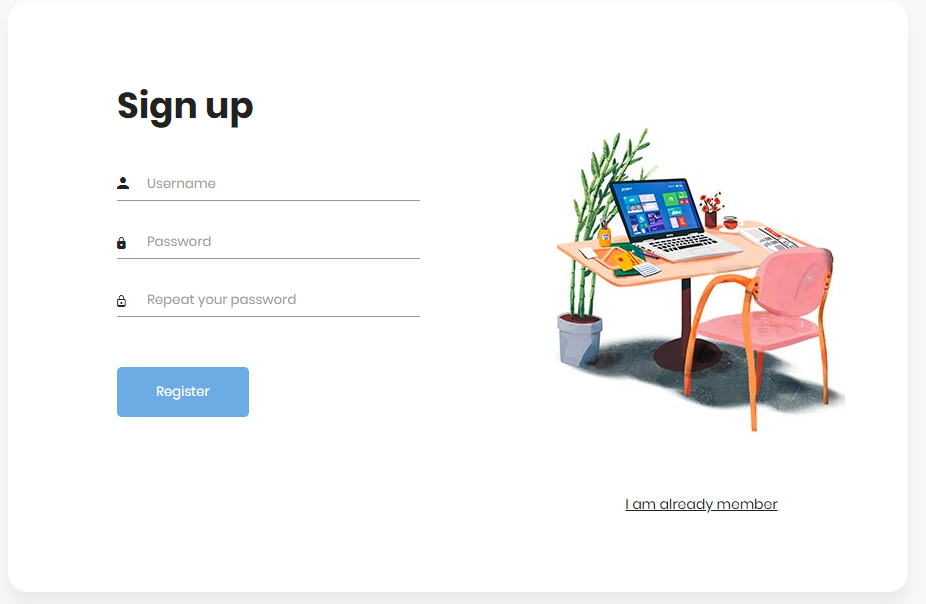 Sign up
Username
Password
Repeat your password
Register
I am already member